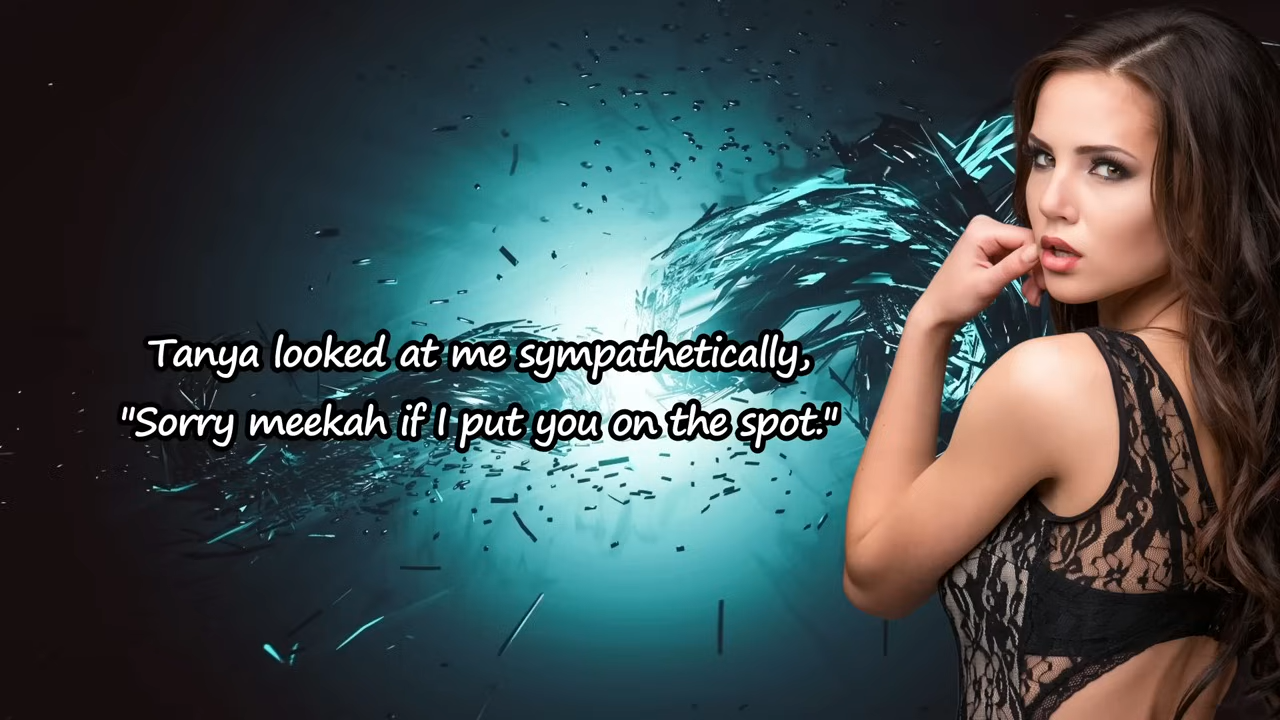 Tanya looked at me sympathetically,
"Sorry meekah if I put you on the spot."